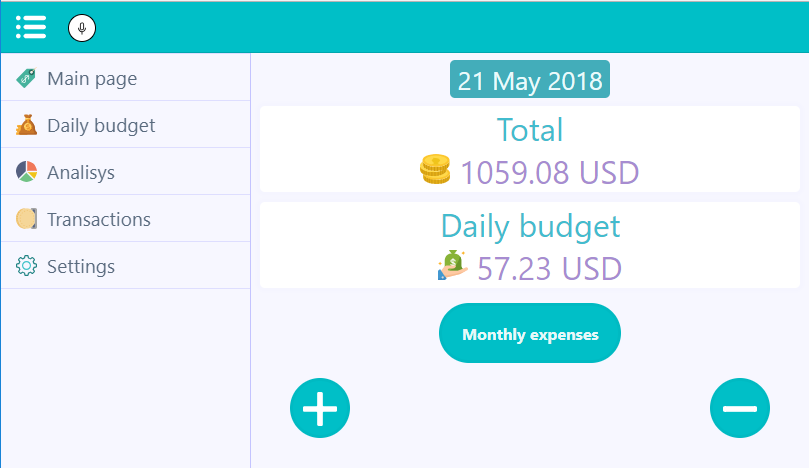 Main page
Daily budget
Analisys
Transactions
Settings
21 May 2018
Total
1059.08 USD
Daily budget
57.23 USD
Monthly expenses